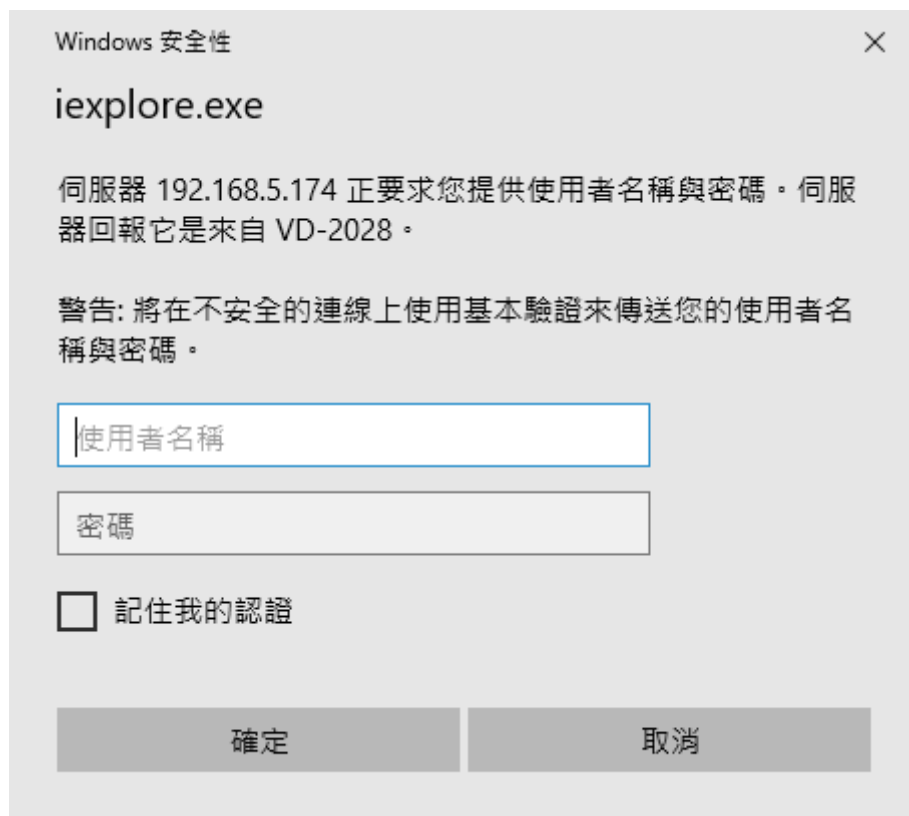 Windows 安全性
iexplore.exe
伺服器 192.168.5.174 正要求您提供使用者名稱與密碼。伺服
器回報它是來自 VD-2028。
警告: 將在不安全的連線上使用基本驗證來傳送您的使用者名
稱與密碼。
使用者名稱
密碼
記住我的認證
確定
取消